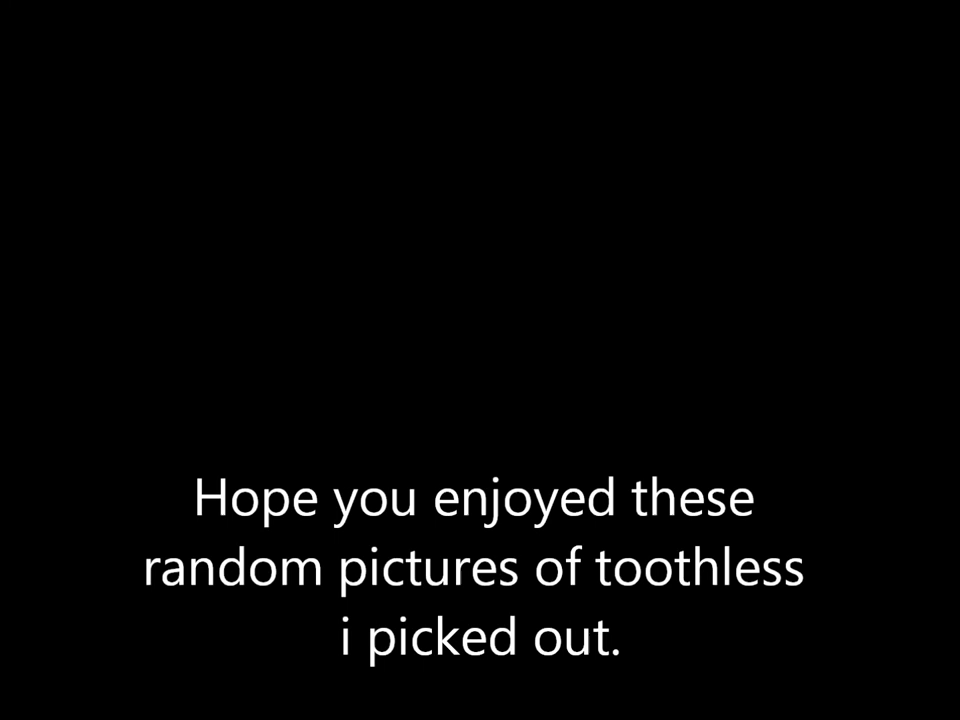 Hope you enjoyed these
random pictures of toothless
i picked out.